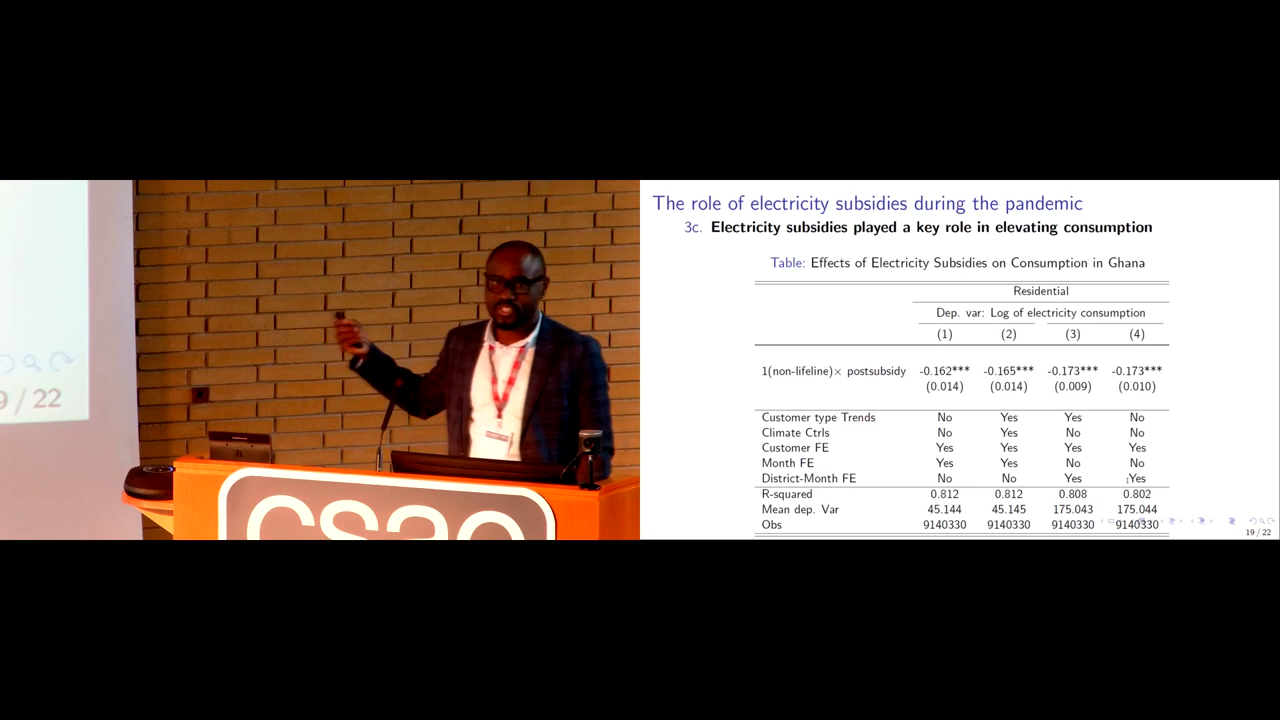 9 / 22
csae
The role of electricity subsidies during the pandemic
3c. Electricity subsidies played a key role in elevating consumption
Table: Effects of Electricity Subsidies on Consumption in Ghana
Residential
Dep. var: Log of electricity consumption
(1) (2) (3) (4)
1(non-lifeline)× postsubsidy -0.162*** -0.165*** -0.173*** -0.173***
(0.014) (0.014) (0.009) (0.010)
Customer type Trends No Yes Yes No
Climate Ctrls No Yes No No
Customer FE Yes Yes Yes Yes
Month FE Yes Yes No No
District-Month FE No No Yes Yes
R-squared 0.812 0.812 0.808 0.802
Mean dep. Var 45.144 45.145 175.043 175.044
Obs 9140330 9140330 9140330 9140330
19 / 22